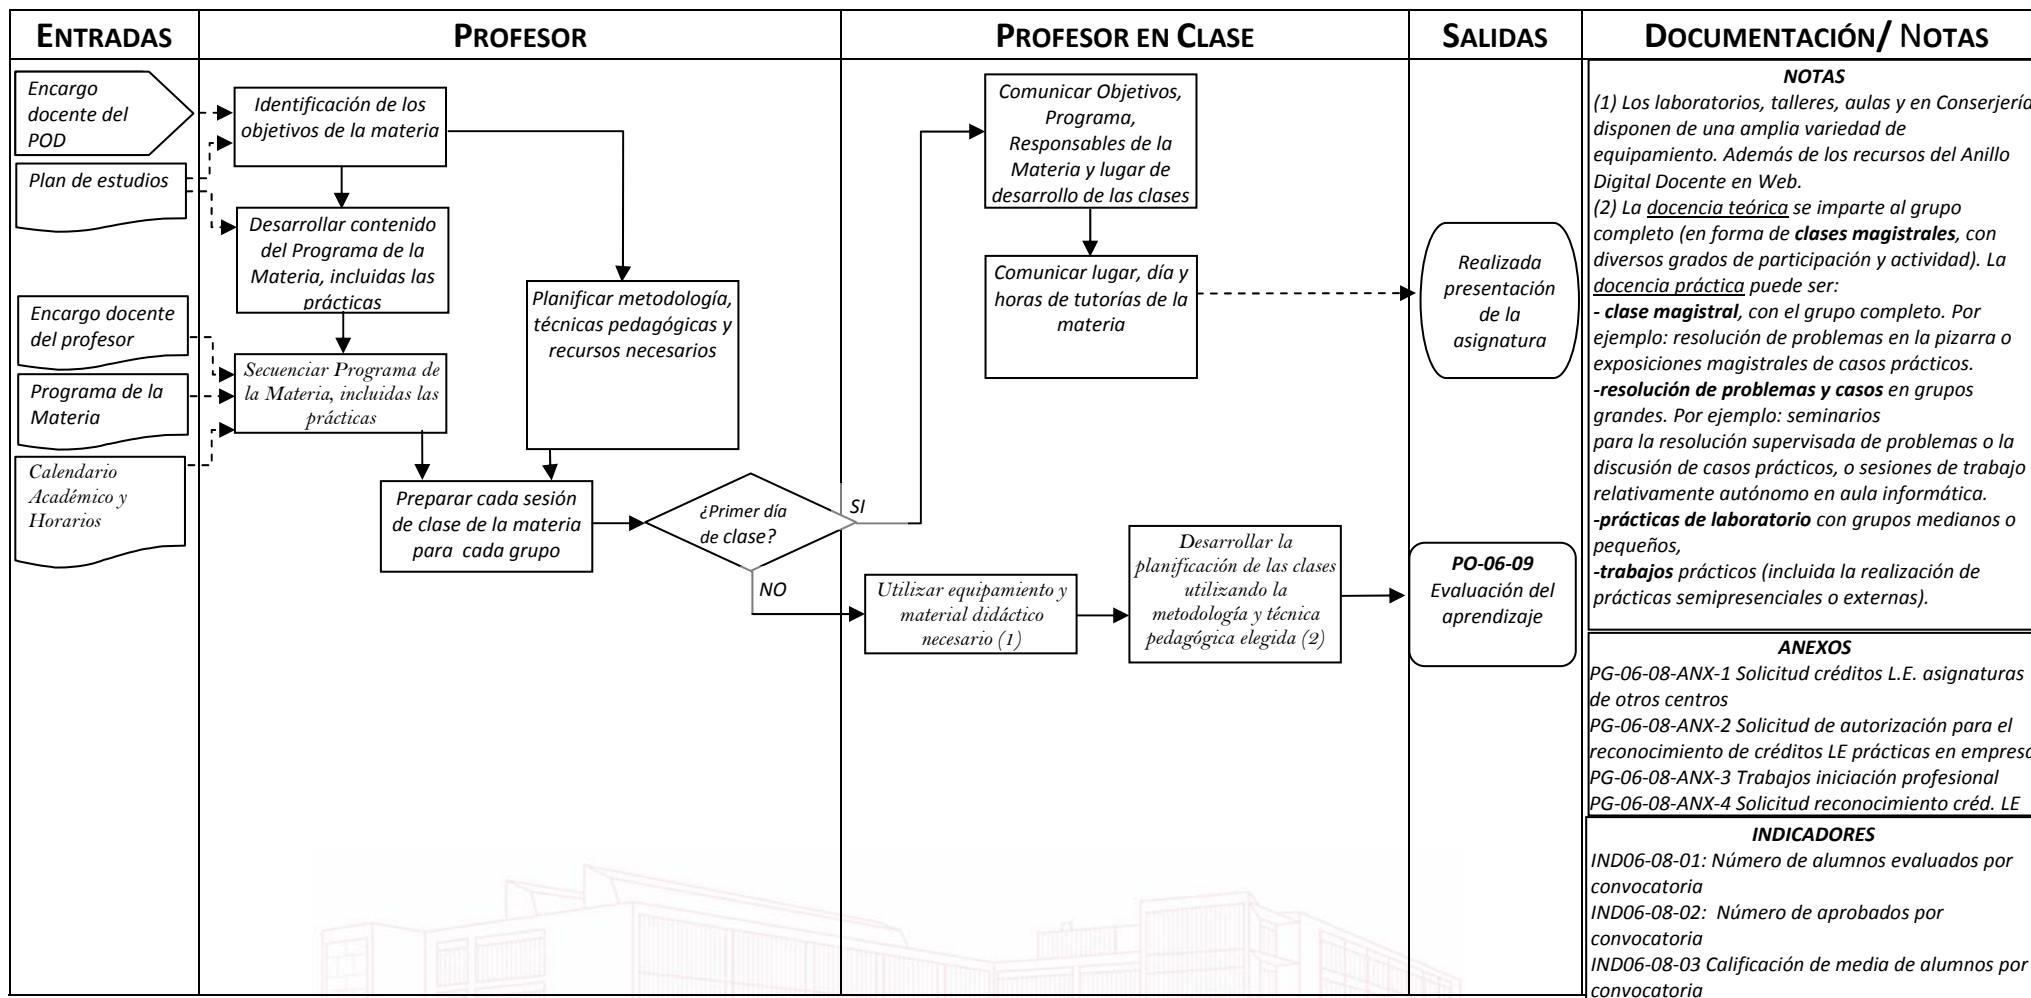 ENTRADAS
PROFESOR
PROFESOR EN CLASE
SALIDAS
DOCUMENTACIÓN/ NOTAS
Encargo
docente del
POD
Plan de estudios
Encargo docente
del profesor
Programa de la
Materia
Calendario
Académico y
Horarios
Identificación de los
objetivos de la materia
Desarrollar contenido
del Programa de la
Materia, incluidas las
prácticas
Secuenciar Programa de
la Materia, incluidas las
prácticas
Planificar metodología,
técnicas pedagógicas y
recursos necesarios
Preparar cada sesión
de clase de la materia
para cada grupo
¿Primer día
de clase?
SI
NO
Comunicar Objetivos,
Programa,
Responsables de la
Materia y lugar de
desarrollo de las clases
Comunicar lugar, día y
horas de tutorías de la
materia
Utilizar equipamiento y
material didáctico
necesario (1)
Desarrollar la
planificación de las clases
utilizando la
metodología y técnica
pedagógica elegida (2)
Realizada
presentación
de la
asignatura
PO-06-09
Evaluación del
aprendizaje
NOTAS
(1) Los laboratorios, talleres, aulas y en Conserjería
disponen de una amplia variedad de
equipamiento. Además de los recursos del Anillo
Digital Docente en Web.
(2) La docencia teórica se imparte al grupo
completo (en forma de clases magistrales, con
diversos grados de participación y actividad). La
docencia práctica puede ser:
- clase magistral, con el grupo completo. Por
ejemplo: resolución de problemas en la pizarra o
exposiciones magistrales de casos prácticos.
-resolución de problemas y casos en grupos
grandes. Por ejemplo: seminarios
para la resolución supervisada de problemas o la
discusión de casos prácticos, o sesiones de trabajo
relativamente autónomo en aula informática.
-prácticas de laboratorio con grupos medianos o
pequeños,
-trabajos prácticos (incluida la realización de
prácticas semipresenciales o externas).
ANEXOS
PG-06-08-ANX-1 Solicitud créditos L.E. asignaturas
de otros centros
PG-06-08-ANX-2 Solicitud de autorización para el
reconocimiento de créditos LE prácticas en empresa
PG-06-08-ANX-3 Trabajos iniciación profesional
PG-06-08-ANX-4 Solicitud reconocimiento créd. LE
INDICADORES
IND06-08-01: Número de alumnos evaluados por
convocatoria
IND06-08-02: Número de aprobados por
convocatoria
IND06-08-03 Calificación de media de alumnos por
convocatoria